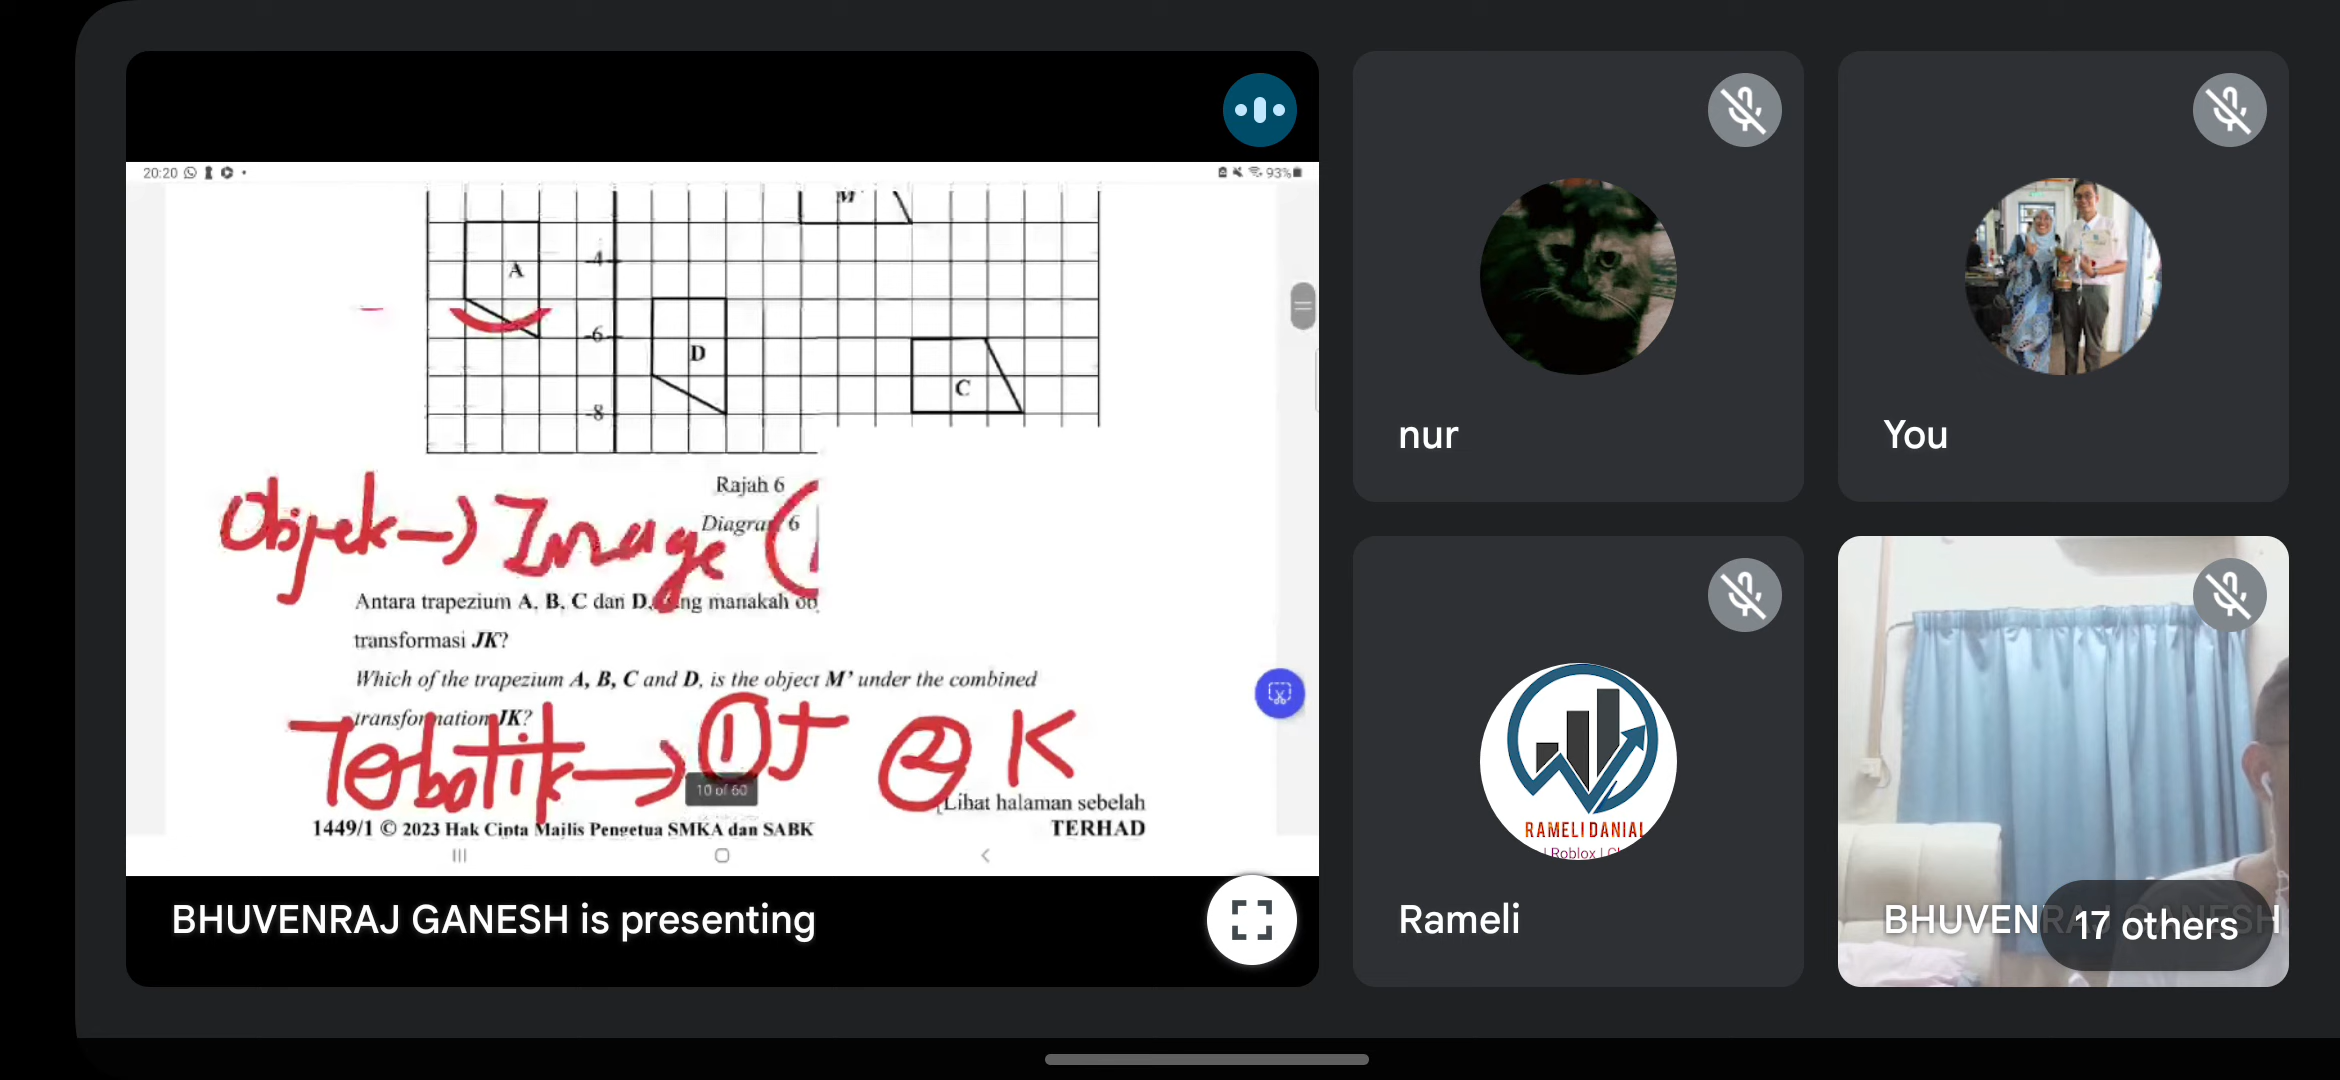 20:20
93%
M'
A
-4
-6
D
C
-8
Rajah 6
Objek -> Image (
Diagram 6
Antara trapezium A, B, C dan D, manakah
transformasi JK?
Which of the trapezium A, B, C and D, is the object M' under the combined
transformation JK?
Terbatik -> ① J ② K
10 of 60
[Lihat halaman sebelah
1449/1 © 2023 Hak Cipta Majlis Pengetua SMKA dan SABK
TERHAD
BHUVENRAJ GANESH is presenting
nur
You
RAMELI DANIAL
| Roblox |
Rameli
BHUVENRAJ GANESH
17 others